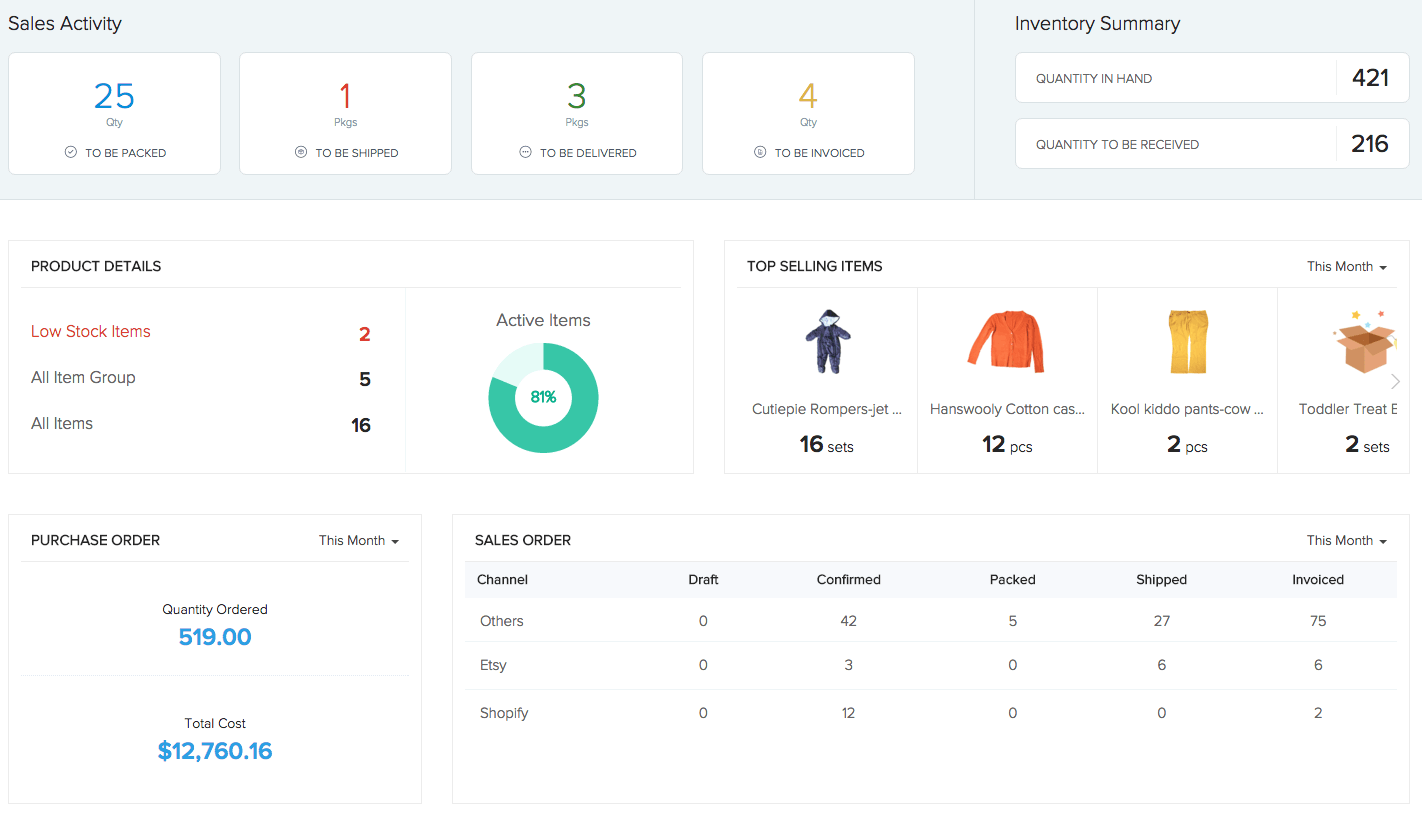 Sales Activity
25
Qty
TO BE PACKED
1
Pkgs
TO BE SHIPPED
3
Pkgs
TO BE DELIVERED
4
Qty
TO BE INVOICED
Inventory Summary
QUANTITY IN HAND 421
QUANTITY TO BE RECEIVED 216
PRODUCT DETAILS
Low Stock Items 2
All Item Group 5
All Items 16
Active Items
81%
TOP SELLING ITEMS This Month
Cutiepie Rompers-jet ...
16 sets
Hanswooly Cotton cas...
12 pcs
Kool kiddo pants-cow ...
2 pcs
Toddler Treat
2 sets
PURCHASE ORDER This Month
Quantity Ordered
519.00
Total Cost
$12,760.16
SALES ORDER This Month
Channel Draft Confirmed Packed Shipped Invoiced
Others 0 42 5 27 75
Etsy 0 3 0 6 6
Shopify 0 12 0 0 2